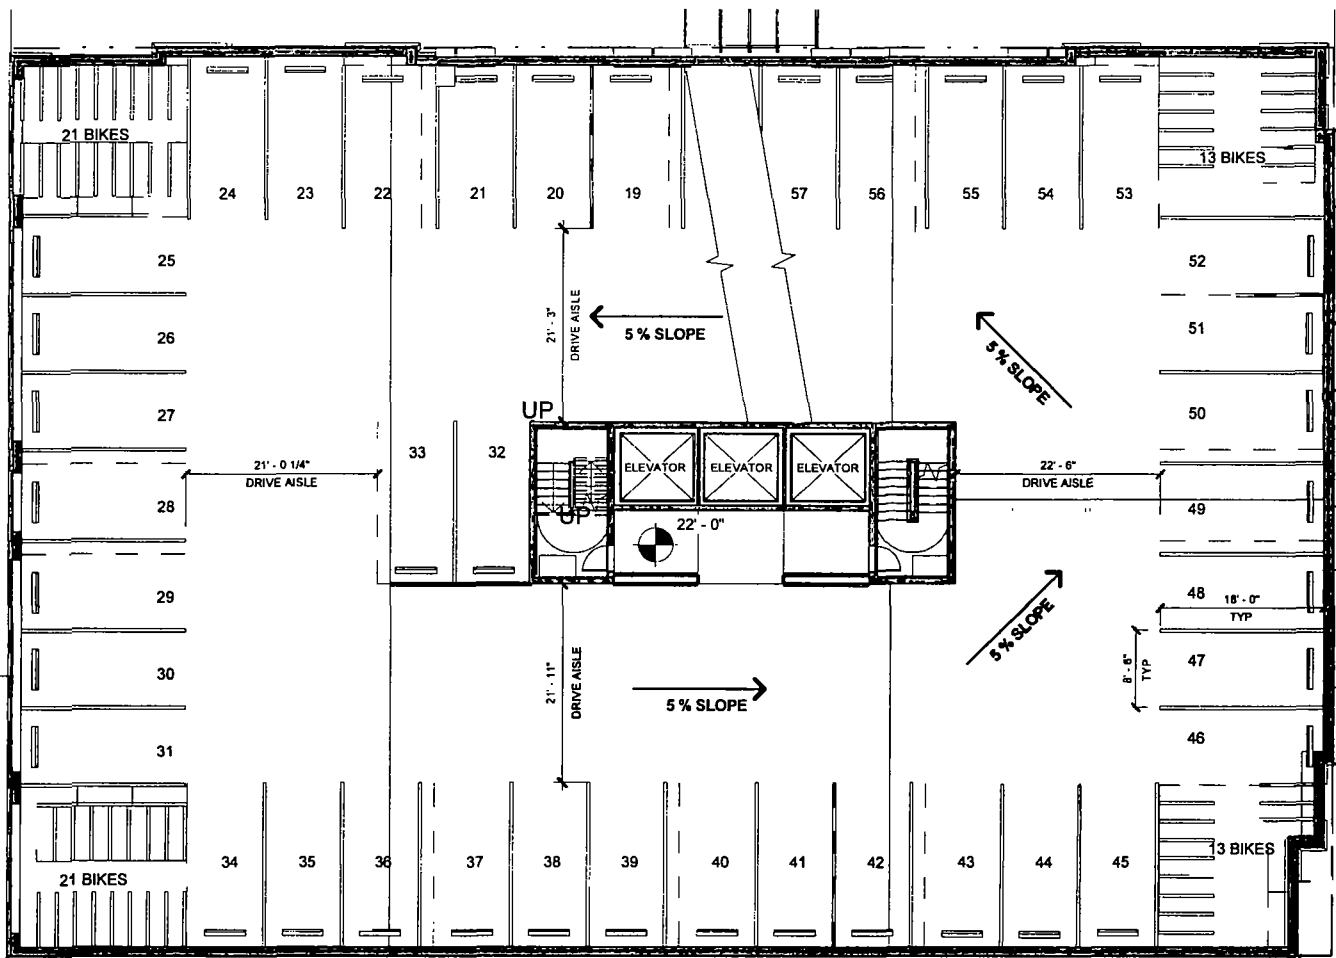 21 BIKES
13 BIKES
24
23
22
21
20
19
57
56
55
54
53
25
52
26
51
27
50
21' - 3"
DRIVE AISLE
5 % SLOPE
5 % SLOPE
UP
33
32
ELEVATOR
ELEVATOR
ELEVATOR
21' - 0 1/4"
DRIVE AISLE
22' - 6"
DRIVE AISLE
28
UP
22' - 0"
49
29
48
18' - 0"
TYP
5 % SLOPE
30
47
8' - 6"
TYP
21' - 11"
DRIVE AISLE
5 % SLOPE
31
46
34
35
36
37
38
39
40
41
42
43
44
45
21 BIKES
13 BIKES